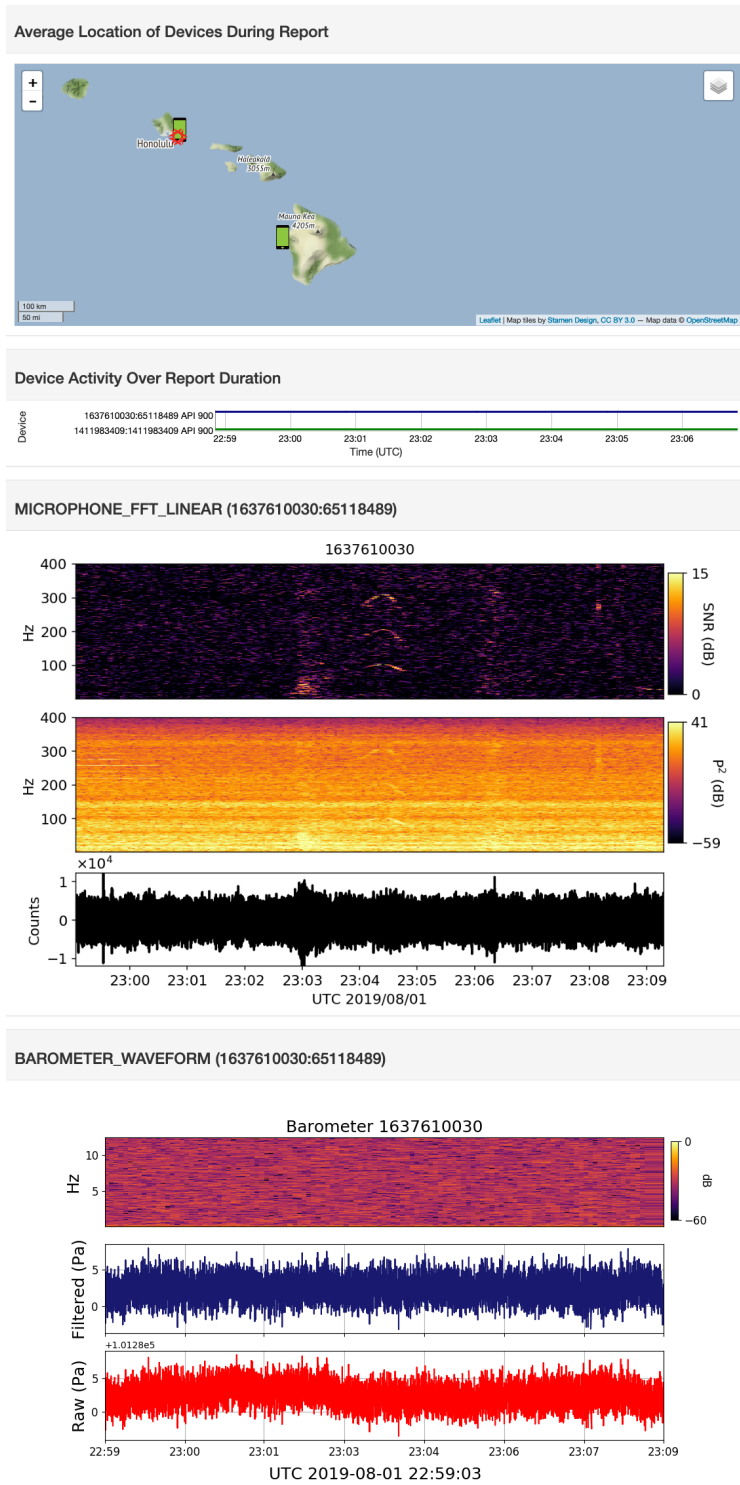 Average Location of Devices During Report
+
-
Honolulu
Haleakalā
3055m
Mauna Kea
4205m
100 km
50 mi
Leaflet | Map tiles by Stamen Design, CC BY 3.0 — Map data © OpenStreetMap
Device Activity Over Report Duration
Device
1637610030:65118489 API 900
1411983409:1411983409 API 900
22:59 23:00 23:01 23:02 23:03 23:04 23:05 23:06
Time (UTC)
MICROPHONE_FFT_LINEAR (1637610030:65118489)
1637610030
400
300
200
100
Hz
15
0
SNR (dB)
400
300
200
100
Hz
41
−59
P² (dB)
×10⁴
1
0
−1
Counts
23:00 23:01 23:02 23:03 23:04 23:05 23:06 23:07 23:08 23:09
UTC 2019/08/01
BAROMETER_WAVEFORM (1637610030:65118489)
Barometer 1637610030
10
5
Hz
0
−60
dB
5
0
Filtered (Pa)
+1.0128e5
5
0
Raw (Pa)
22:59 23:00 23:01 23:03 23:04 23:06 23:07 23:09
UTC 2019-08-01 22:59:03